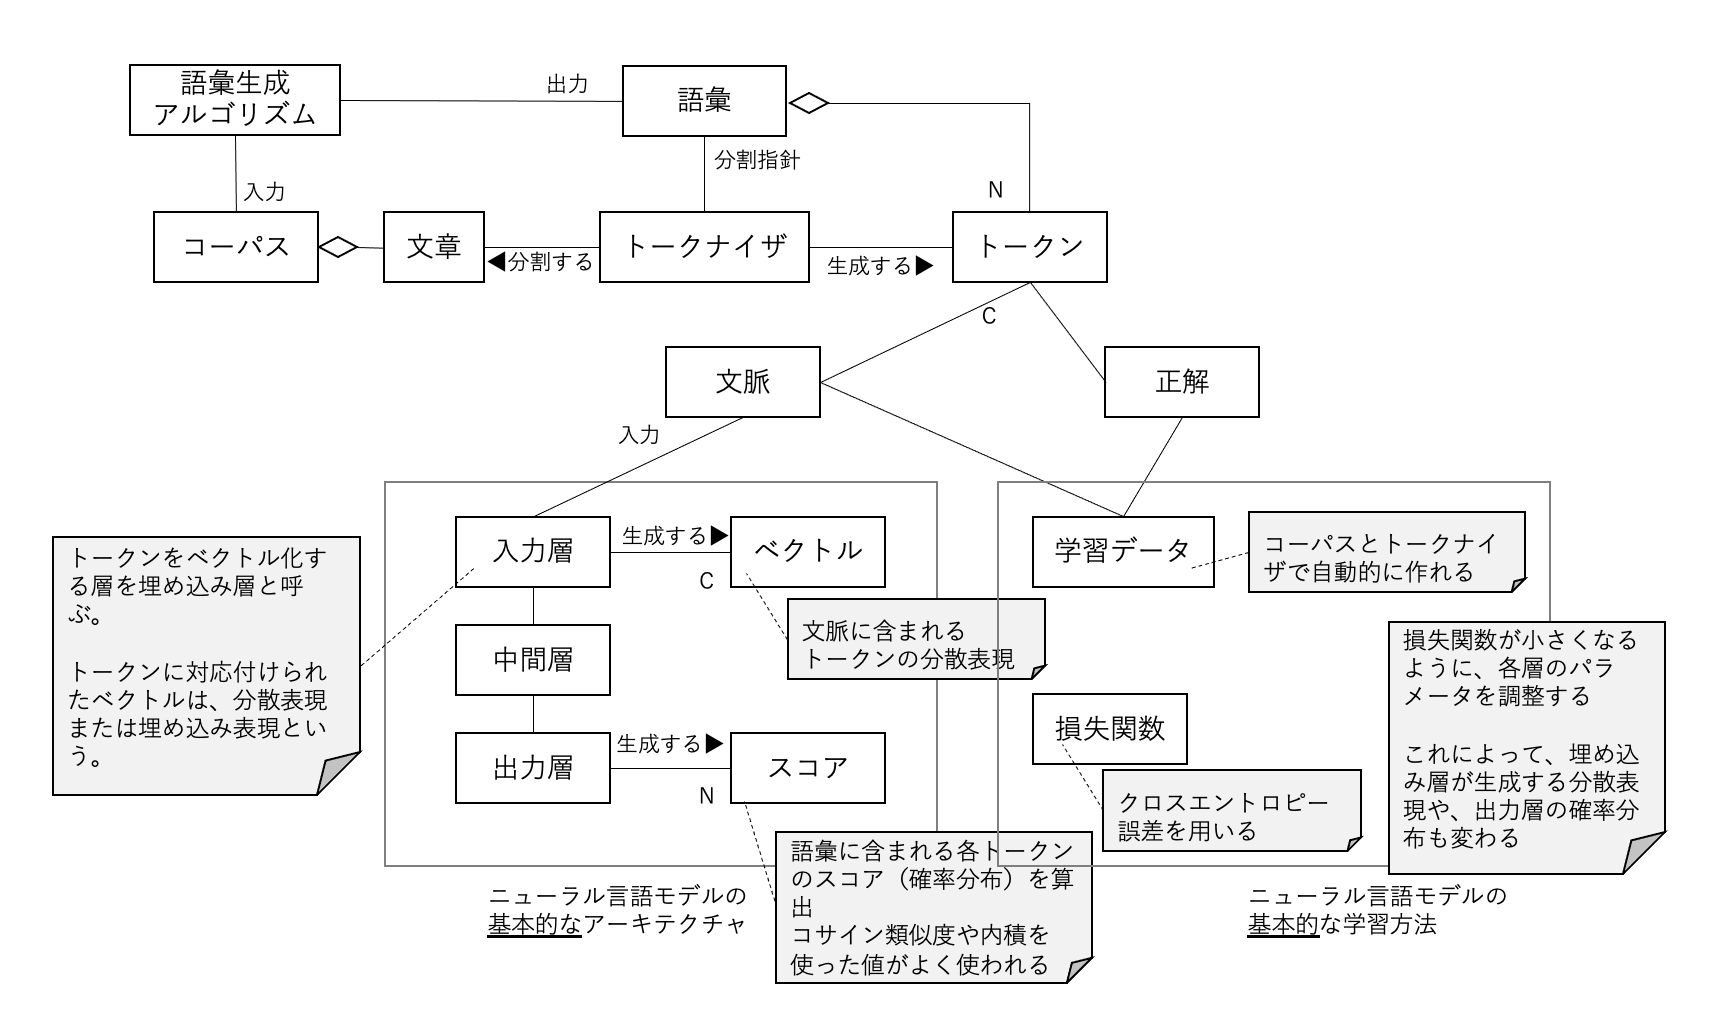 語彙生成
アルゴリズム
出力
語彙
分割指針
入力
N
コーパス
文章
◀分割する
トークナイザ
生成する▶
トークン
C
文脈
正解
入力
入力層
生成する▶
C
ベクトル
学習データ
コーパスとトークナイ
ザで自動的に作れる
トークンをベクトル化す
る層を埋め込み層と呼
ぶ。
トークンに対応付けられ
たベクトルは、分散表現
または埋め込み表現とい
う。
文脈に含まれる
トークンの分散表現
中間層
損失関数が小さくなる
ように、各層のパラ
メータを調整する
これによって、埋め込
み層が生成する分散表
現や、出力層の確率分
布も変わる
損失関数
出力層
生成する▶
N
スコア
クロスエントロピー
誤差を用いる
語彙に含まれる各トークン
のスコア（確率分布）を算
出
コサイン類似度や内積を
使った値がよく使われる
ニューラル言語モデルの
基本的なアーキテクチャ
ニューラル言語モデルの
基本的な学習方法